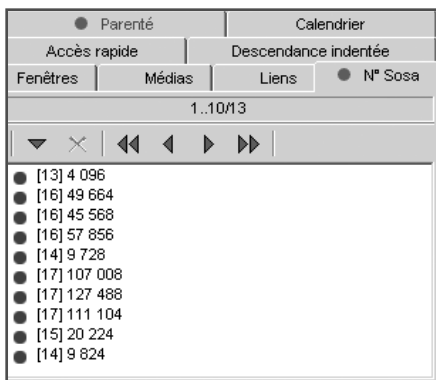 Parenté Calendrier
Accès rapide Descendance indentée
Fenêtres Médias Liens N° Sosa
1..10/13
[13] 4 096
[16] 49 664
[16] 45 568
[16] 57 856
[14] 9 728
[17] 107 008
[17] 127 488
[17] 111 104
[15] 20 224
[14] 9 824